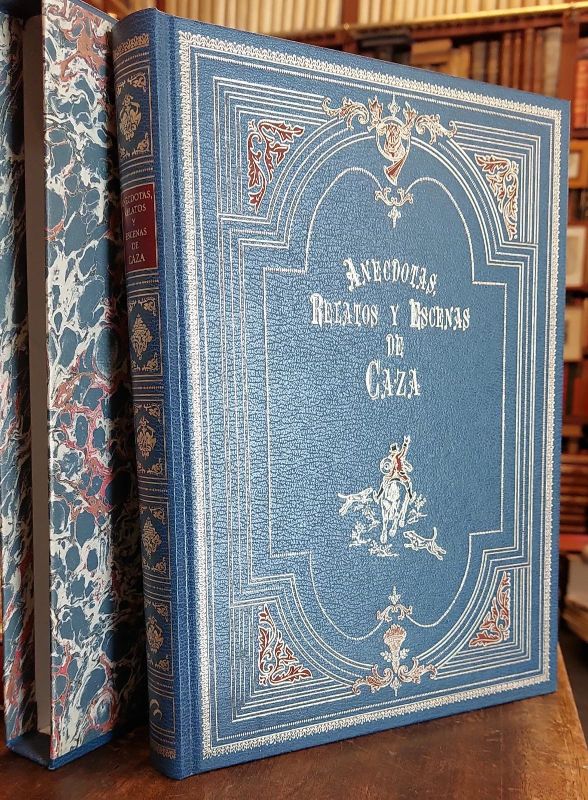 ANECDOTAS,
RELATOS
Y
ESCENAS
DE
CAZA
ANECDOTAS
RELATOS Y ESCENAS
DE
CAZA